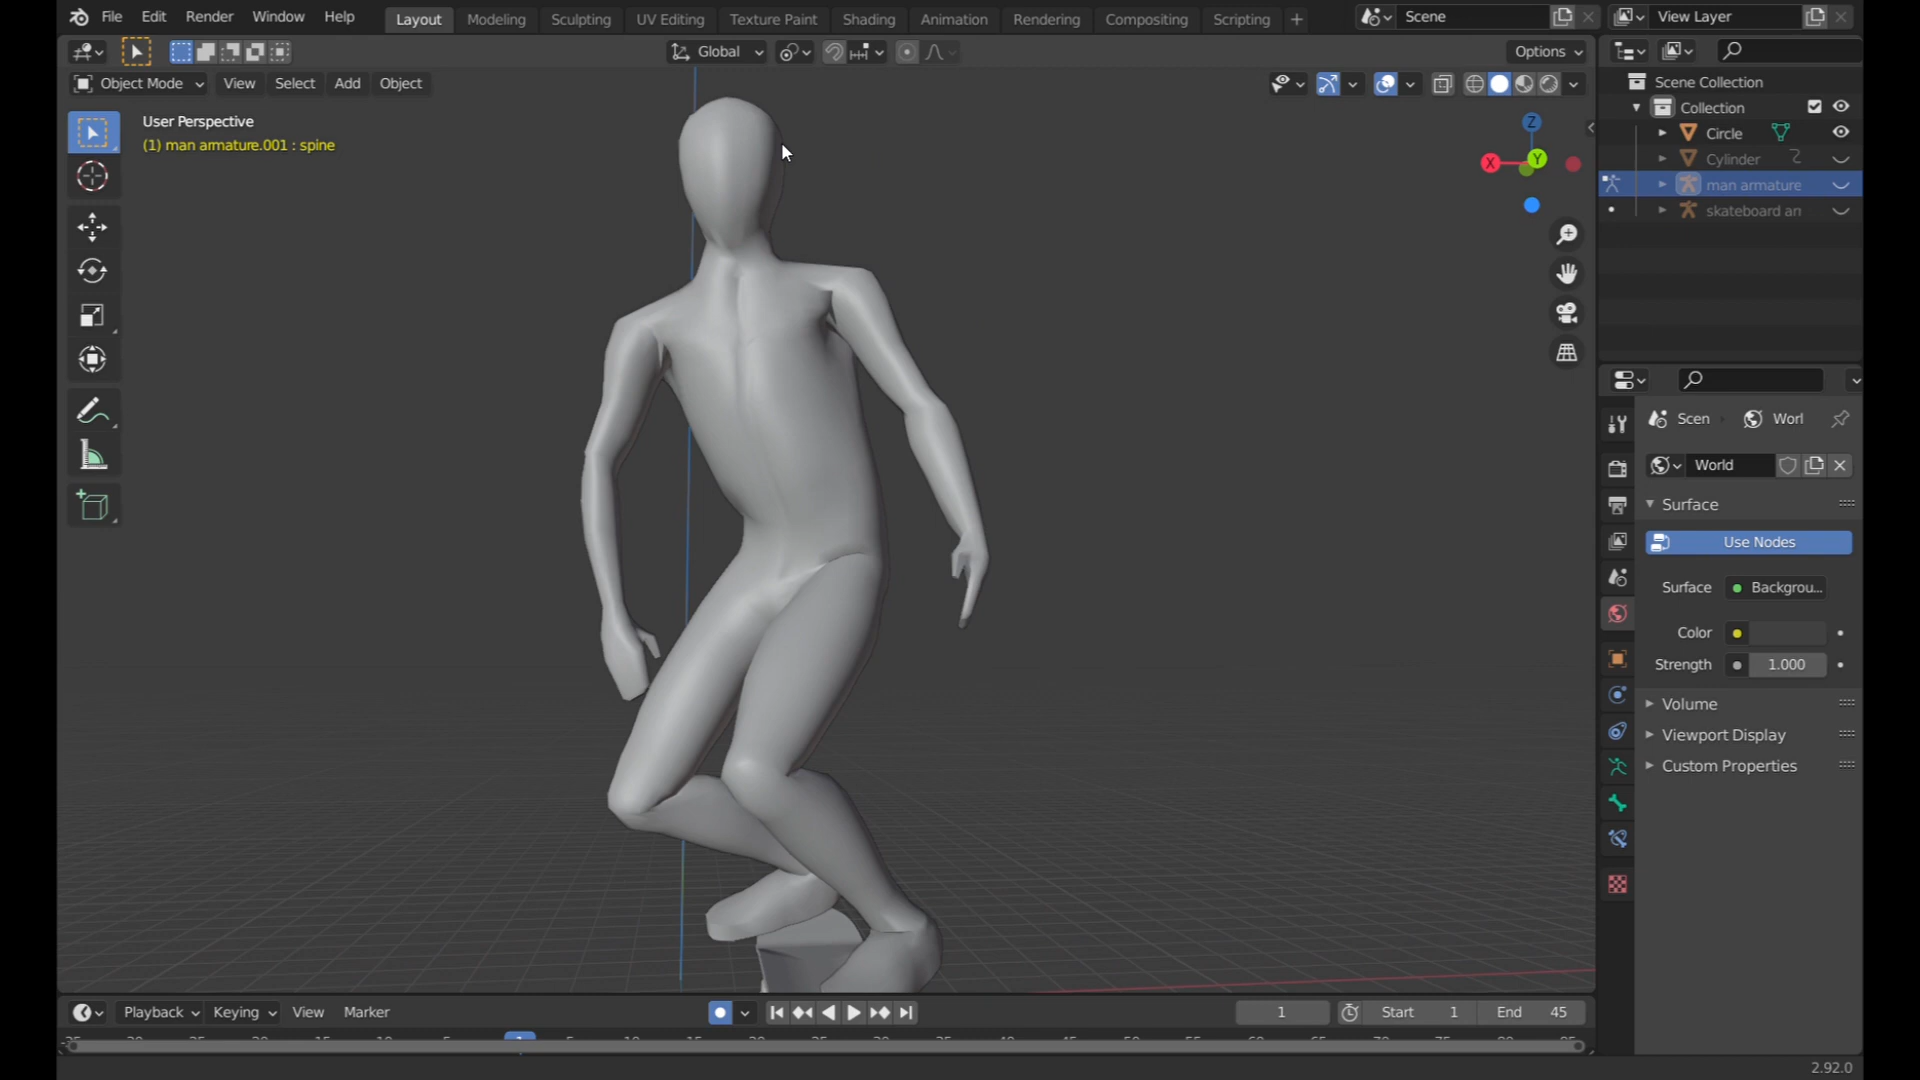 File Edit Render Window Help Layout Modeling Sculpting UV Editing Texture Paint Shading Animation Rendering Compositing Scripting + Scene View Layer
Global Options
Object Mode View Select Add Object
User Perspective
(1) man armature.001 : spine
Z
X Y
Scene Collection
Collection
Circle
Cylinder
man armature
skateboard an
Scen Worl
World
Surface
Use Nodes
Surface Backgrou...
Color
Strength 1.000
Volume
Viewport Display
Custom Properties
Playback Keying View Marker 1 Start 1 End 45
2.92.0